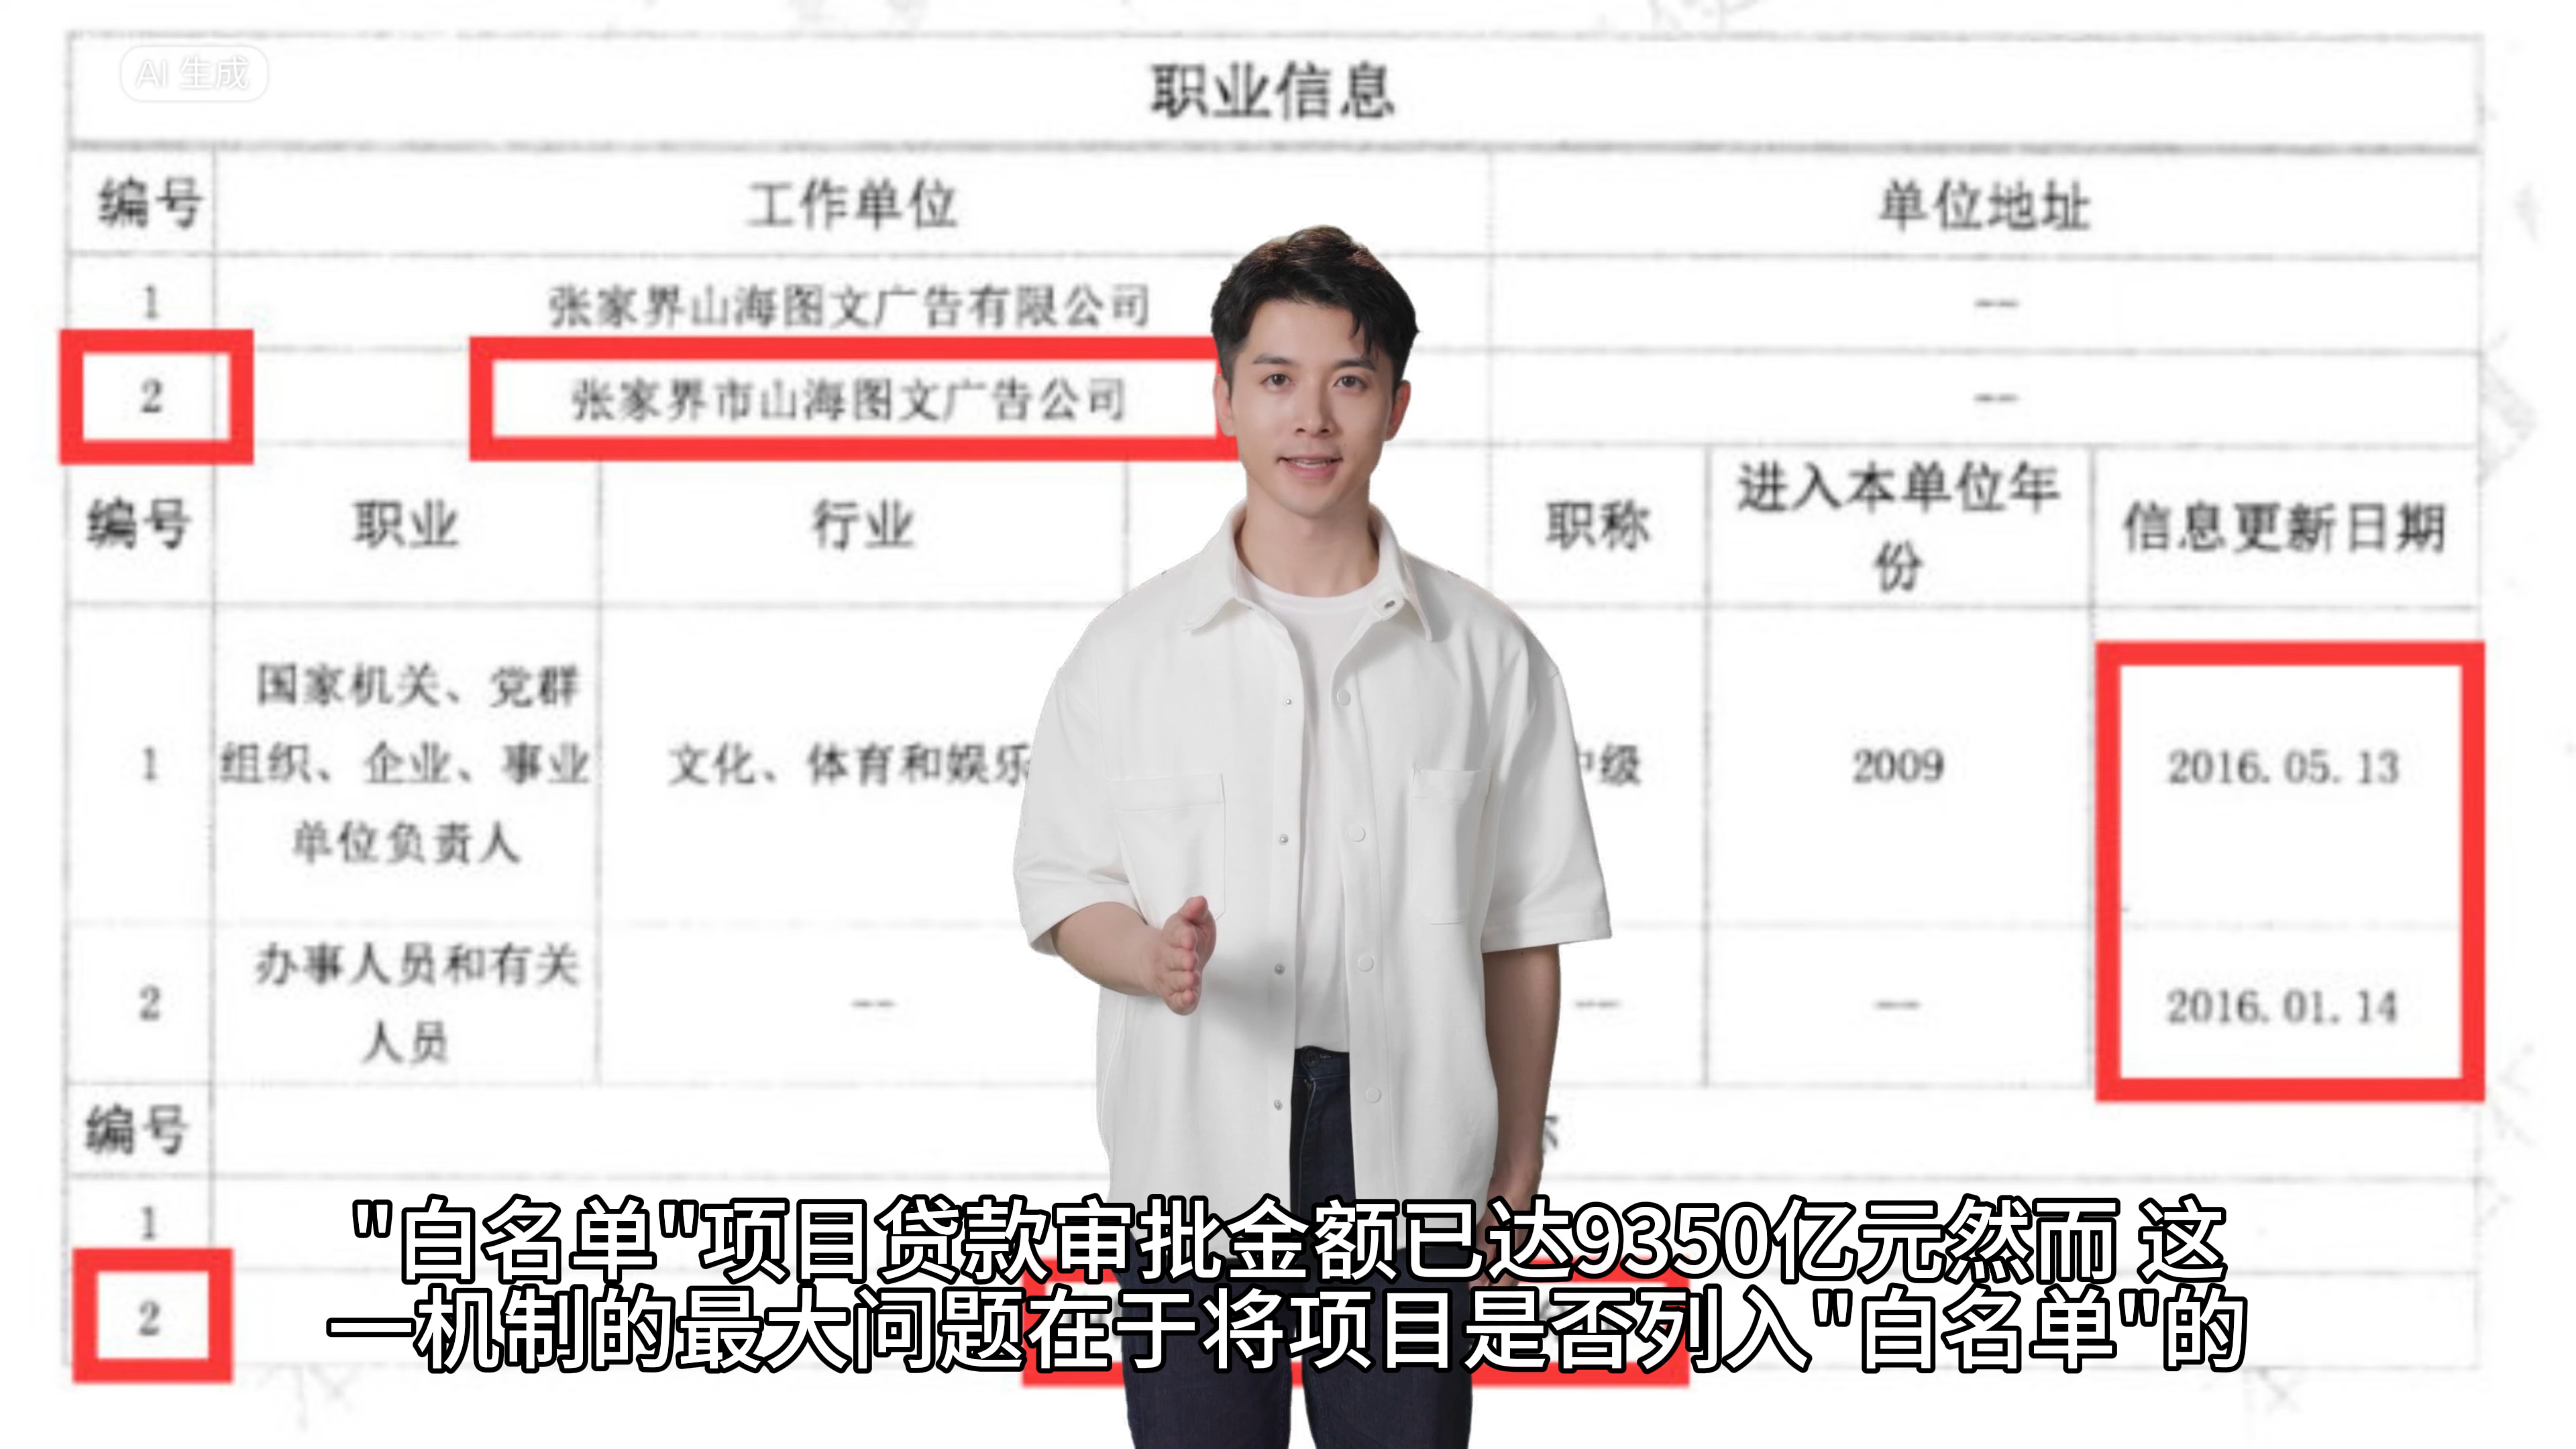 AI 生成
职业信息
编号 工作单位 单位地址
1 张家界山海图文广告有限公司 --
2 张家界市山海图文广告公司 --
编号 职业 行业 职称 进入本单位年份 信息更新日期
1 国家机关、党群组织、企业、事业单位负责人 文化、体育和娱乐 中级 2009 2016.05.13
2 办事人员和有关人员 -- -- -- 2016.01.14
编号
1
2
"白名单"项目贷款审批金额已达9350亿元然而 这
一机制的最大问题在于将项目是否列入"白名单"的